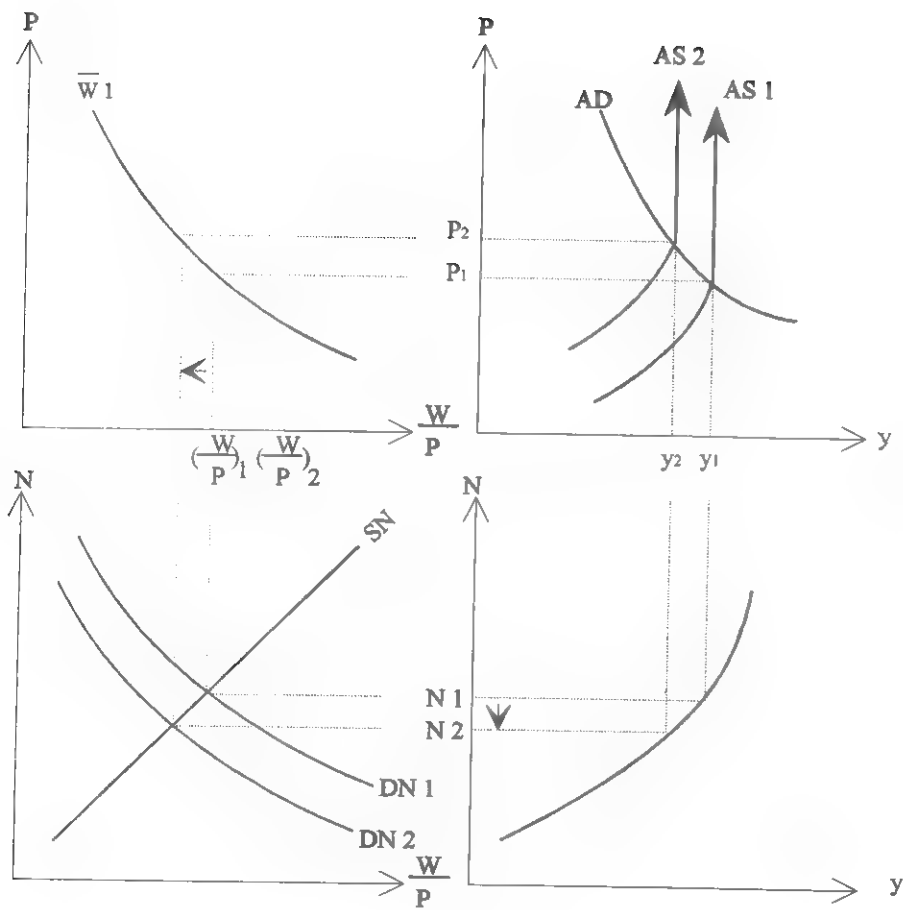 P
W̅ 1
W/P
(W/P)1 (W/P)2
P
AD
AS 2
AS 1
P2
P1
y2 y1
y
N
SN
DN 1
DN 2
W/P
N
N 1
N 2
y